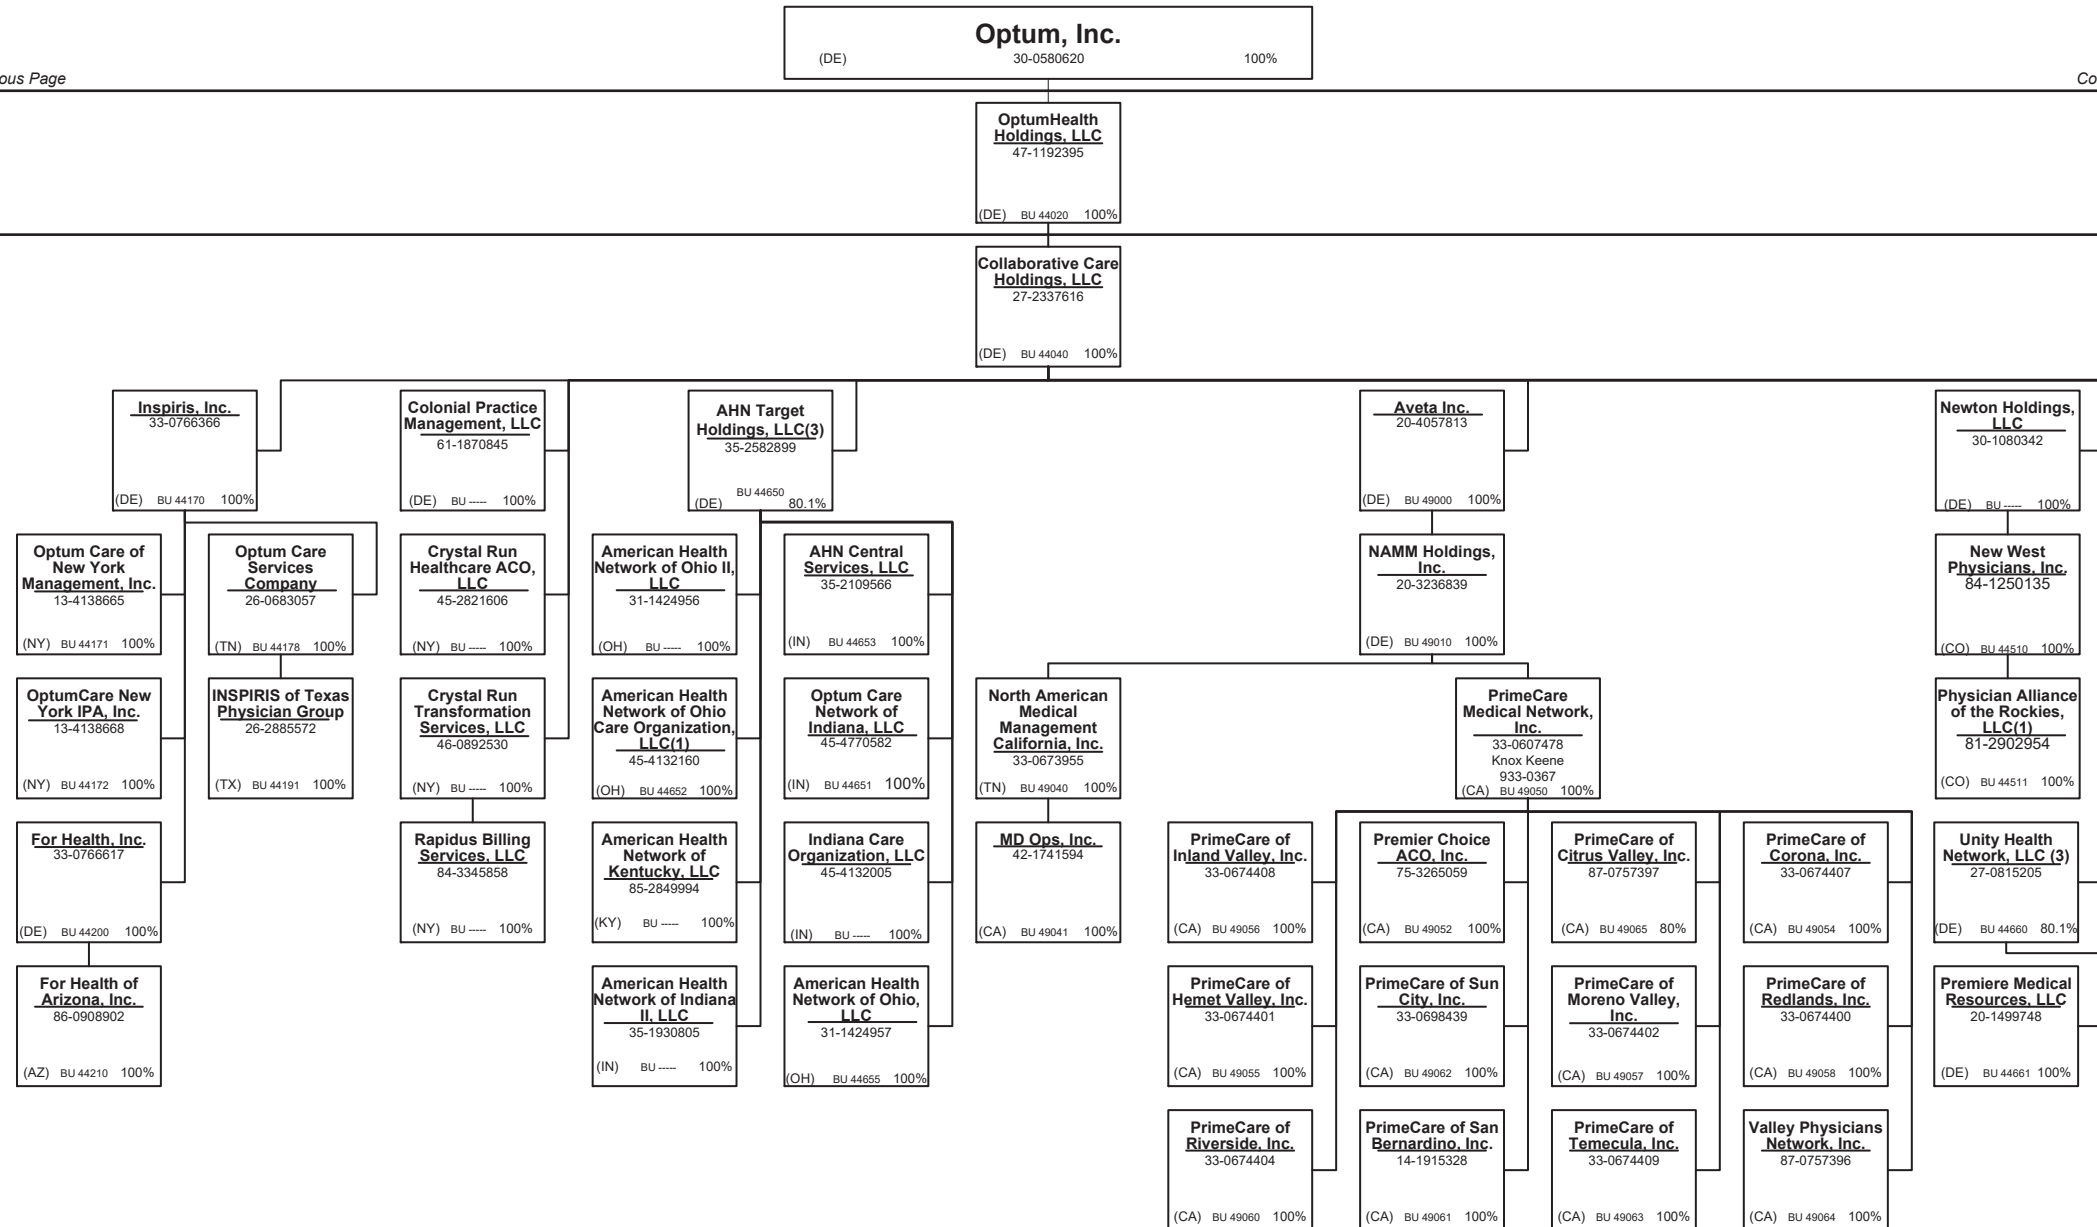 Optum, Inc.
(DE) 30-0580620 100%
ous Page
Co
OptumHealth
Holdings, LLC
47-1192395
(DE) BU 44020 100%
Collaborative Care
Holdings, LLC
27-2337616
(DE) BU 44040 100%
Inspiris, Inc.
33-0766366
(DE) BU 44170 100%
Colonial Practice
Management, LLC
61-1870845
(DE) BU ----- 100%
AHN Target
Holdings, LLC(3)
35-2582899
BU 44650
(DE) 80.1%
Aveta Inc.
20-4057813
(DE) BU 49000 100%
Newton Holdings,
LLC
30-1080342
(DE) BU ----- 100%
Optum Care of
New York
Management, Inc.
13-4138665
(NY) BU 44171 100%
Optum Care
Services
Company
26-0683057
(TN) BU 44178 100%
Crystal Run
Healthcare ACO,
LLC
45-2821606
(NY) BU ----- 100%
American Health
Network of Ohio II,
LLC
31-1424956
(OH) BU ----- 100%
AHN Central
Services, LLC
35-2109566
(IN) BU 44653 100%
NAMM Holdings,
Inc.
20-3236839
(DE) BU 49010 100%
New West
Physicians, Inc.
84-1250135
(CO) BU 44510 100%
OptumCare New
York IPA, Inc.
13-4138668
(NY) BU 44172 100%
INSPIRIS of Texas
Physician Group
26-2885572
(TX) BU 44191 100%
Crystal Run
Transformation
Services, LLC
46-0892530
(NY) BU ----- 100%
American Health
Network of Ohio
Care Organization,
LLC(1)
45-4132160
(OH) BU 44652 100%
Optum Care
Network of
Indiana, LLC
45-4770582
(IN) BU 44651 100%
North American
Medical
Management
California, Inc.
33-0673955
(TN) BU 49040 100%
PrimeCare
Medical Network,
Inc.
33-0607478
Knox Keene
933-0367
(CA) BU 49050 100%
Physician Alliance
of the Rockies,
LLC(1)
81-2902954
(CO) BU 44511 100%
For Health, Inc.
33-0766617
(DE) BU 44200 100%
Rapidus Billing
Services, LLC
84-3345858
(NY) BU ----- 100%
American Health
Network of
Kentucky, LLC
85-2849994
(KY) BU ----- 100%
Indiana Care
Organization, LLC
45-4132005
(IN) BU ----- 100%
MD Ops, Inc.
42-1741594
(CA) BU 49041 100%
PrimeCare of
Inland Valley, Inc.
33-0674408
(CA) BU 49056 100%
Premier Choice
ACO, Inc.
75-3265059
(CA) BU 49052 100%
PrimeCare of
Citrus Valley, Inc.
87-0757397
(CA) BU 49065 80%
PrimeCare of
Corona, Inc.
33-0674407
(CA) BU 49054 100%
Unity Health
Network, LLC (3)
27-0815205
(DE) BU 44660 80.1%
For Health of
Arizona, Inc.
86-0908902
(AZ) BU 44210 100%
American Health
Network of Indiana
II, LLC
35-1930805
(IN) BU ----- 100%
American Health
Network of Ohio,
LLC
31-1424957
(OH) BU 44655 100%
PrimeCare of
Hemet Valley, Inc.
33-0674401
(CA) BU 49055 100%
PrimeCare of Sun
City, Inc.
33-0698439
(CA) BU 49062 100%
PrimeCare of
Moreno Valley,
Inc.
33-0674402
(CA) BU 49057 100%
PrimeCare of
Redlands, Inc.
33-0674400
(CA) BU 49058 100%
Premiere Medical
Resources, LLC
20-1499748
(DE) BU 44661 100%
PrimeCare of
Riverside, Inc.
33-0674404
(CA) BU 49060 100%
PrimeCare of San
Bernardino, Inc.
14-1915328
(CA) BU 49061 100%
PrimeCare of
Temecula, Inc.
33-0674409
(CA) BU 49063 100%
Valley Physicians
Network, Inc.
87-0757396
(CA) BU 49064 100%